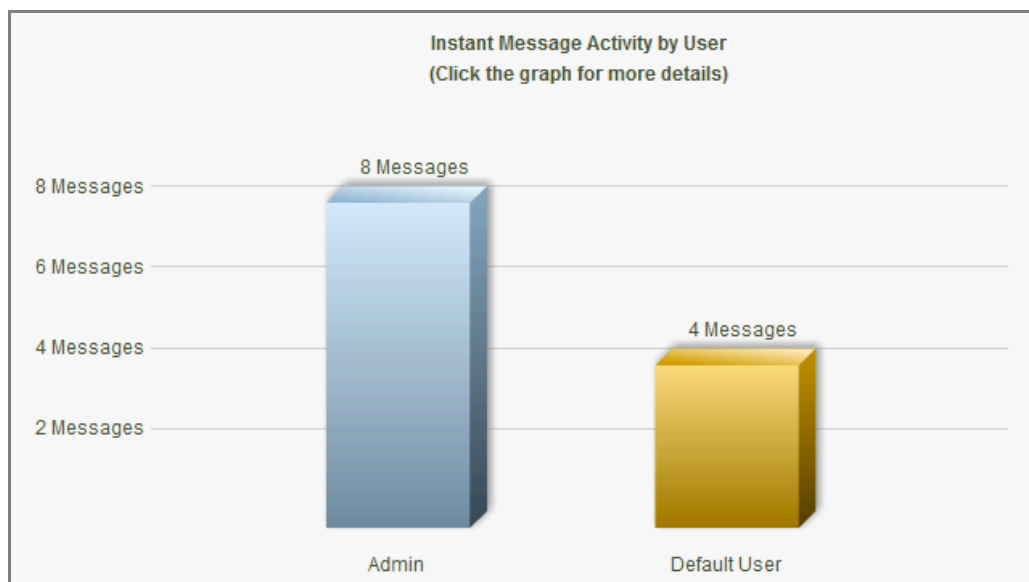 Instant Message Activity by User
(Click the graph for more details)
8 Messages
8 Messages
6 Messages
4 Messages
4 Messages
2 Messages
Admin
Default User